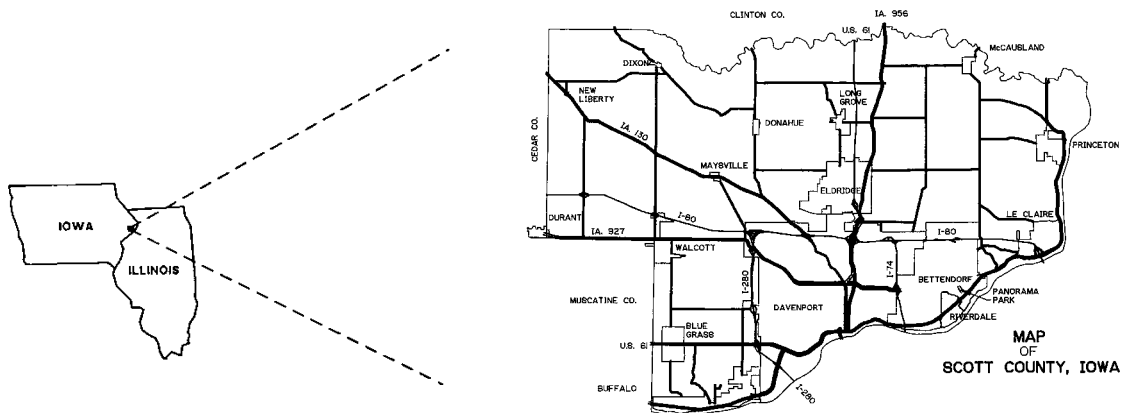 IOWA
ILLINOIS
CLINTON CO.
IA. 956
U.S. 61
McCAUSLAND
DIXON
NEW
LIBERTY
LONG
GROVE
DONAHUE
IA. 130
CEDAR CO.
PRINCETON
MAYSVILLE
ELDRIDGE
DURANT
I-80
LE CLAIRE
IA. 927
I-80
WALCOTT
I-280
I-74
BETTENDORF
MUSCATINE CO.
DAVENPORT
PANORAMA
PARK
RIVERDALE
BLUE
GRASS
U.S. 61
BUFFALO
I-280
MAP
OF
SCOTT COUNTY, IOWA